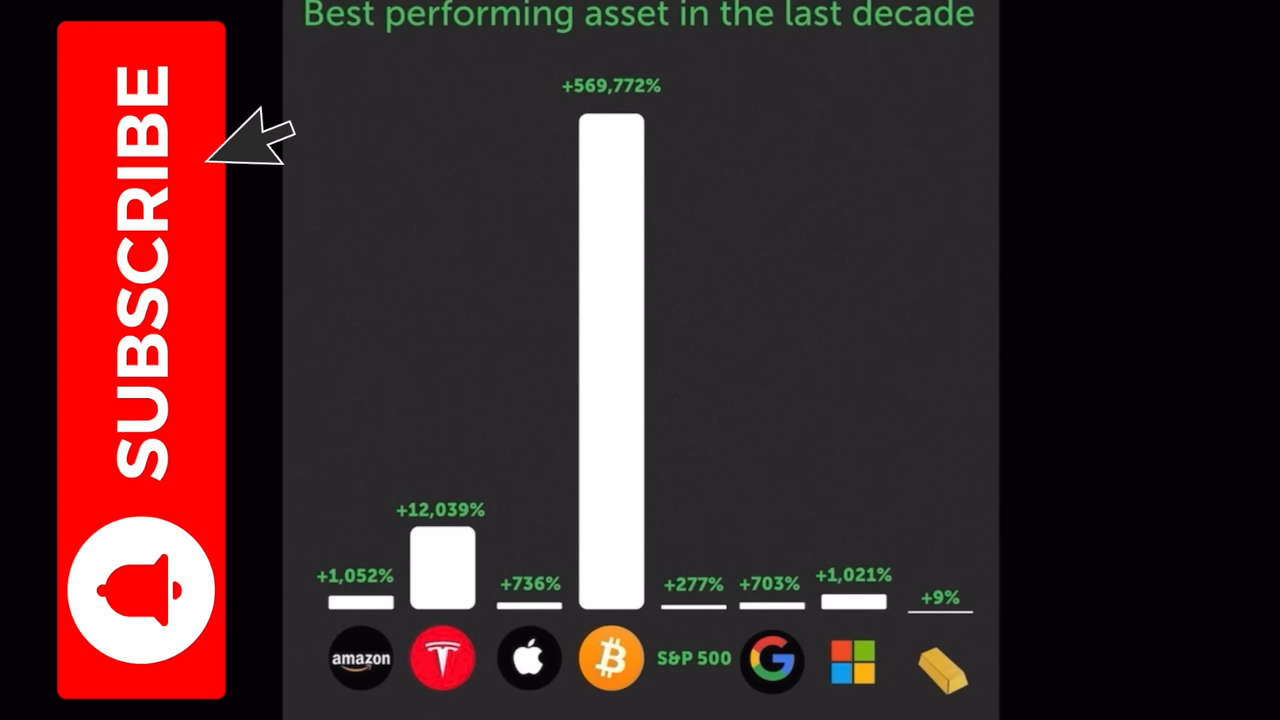 SUBSCRIBE
Best performing asset in the last decade
+569,772%
+12,039%
+1,052%
+736%
+277%
+703%
+1,021%
+9%
amazon
S&P 500